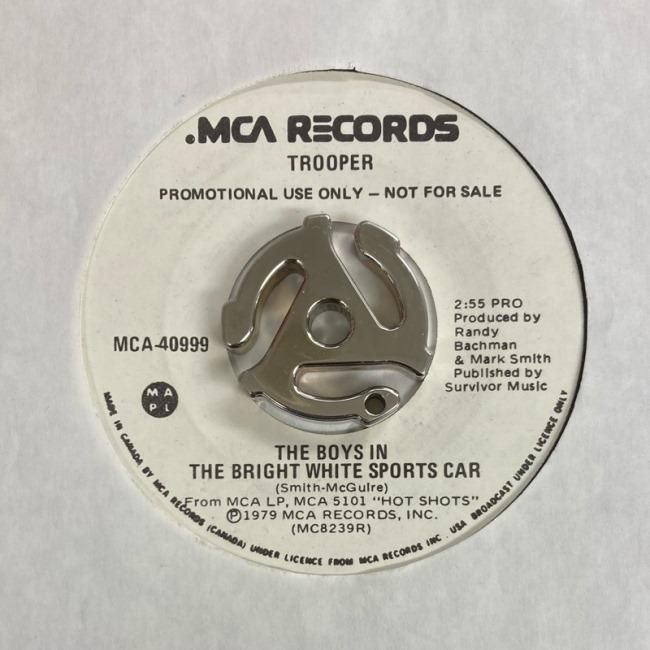 .MCA RECORDS
TROOPER
PROMOTIONAL USE ONLY — NOT FOR SALE
MCA-40999
2:55 PRO
Produced by
Randy
Bachman
& Mark Smith
Published by
Survivor Music
M A
P L
THE BOYS IN
THE BRIGHT WHITE SPORTS CAR
(Smith-McGuire)
From MCA LP, MCA 5101 "HOT SHOTS"
Ⓟ1979 MCA RECORDS, INC.
(MC8239R)
MADE IN CANADA BY MCA RECORDS (CANADA) UNDER LICENCE FROM MCA RECORDS INC. USA BROADCAST UNDER LICENCE ONLY